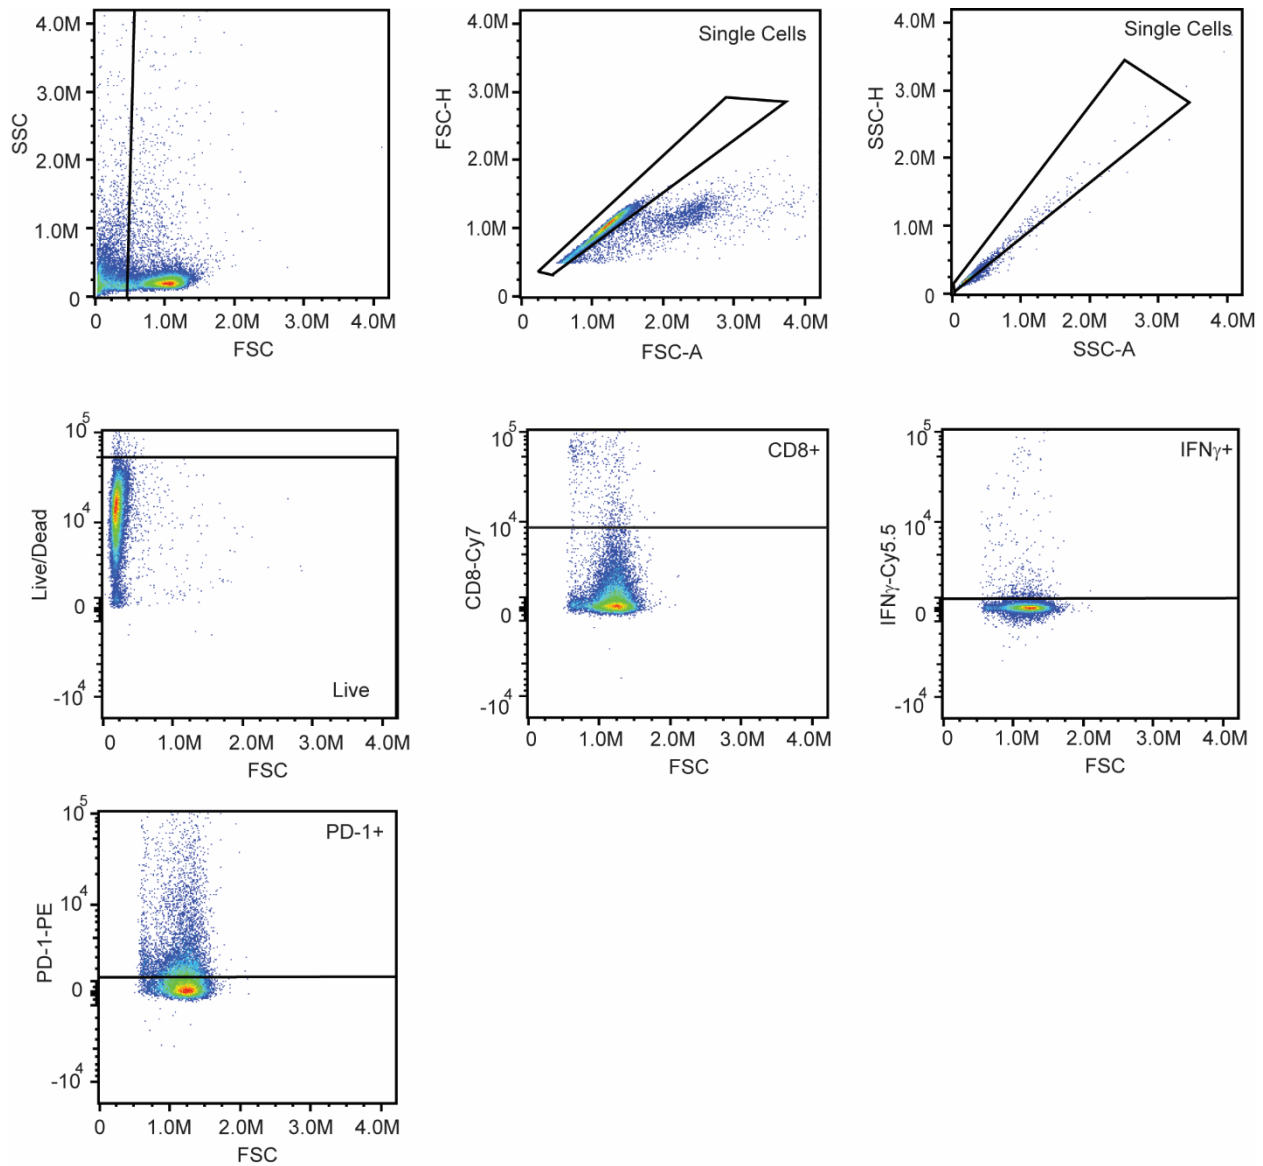 4.0M
3.0M
2.0M
1.0M
0
SSC
0 1.0M 2.0M 3.0M 4.0M
FSC
Single Cells
4.0M
3.0M
2.0M
1.0M
0
FSC-H
0 1.0M 2.0M 3.0M 4.0M
FSC-A
Single Cells
4.0M
3.0M
2.0M
1.0M
0
SSC-H
0 1.0M 2.0M 3.0M 4.0M
SSC-A
10^5
10^4
0
-10^4
Live/Dead
Live
0 1.0M 2.0M 3.0M 4.0M
FSC
CD8+
10^5
10^4
0
-10^4
CD8-Cy7
0 1.0M 2.0M 3.0M 4.0M
FSC
IFNγ+
10^5
10^4
0
-10^4
IFNγ-Cy5.5
0 1.0M 2.0M 3.0M 4.0M
FSC
PD-1+
10^5
10^4
0
-10^4
PD-1-PE
0 1.0M 2.0M 3.0M 4.0M
FSC